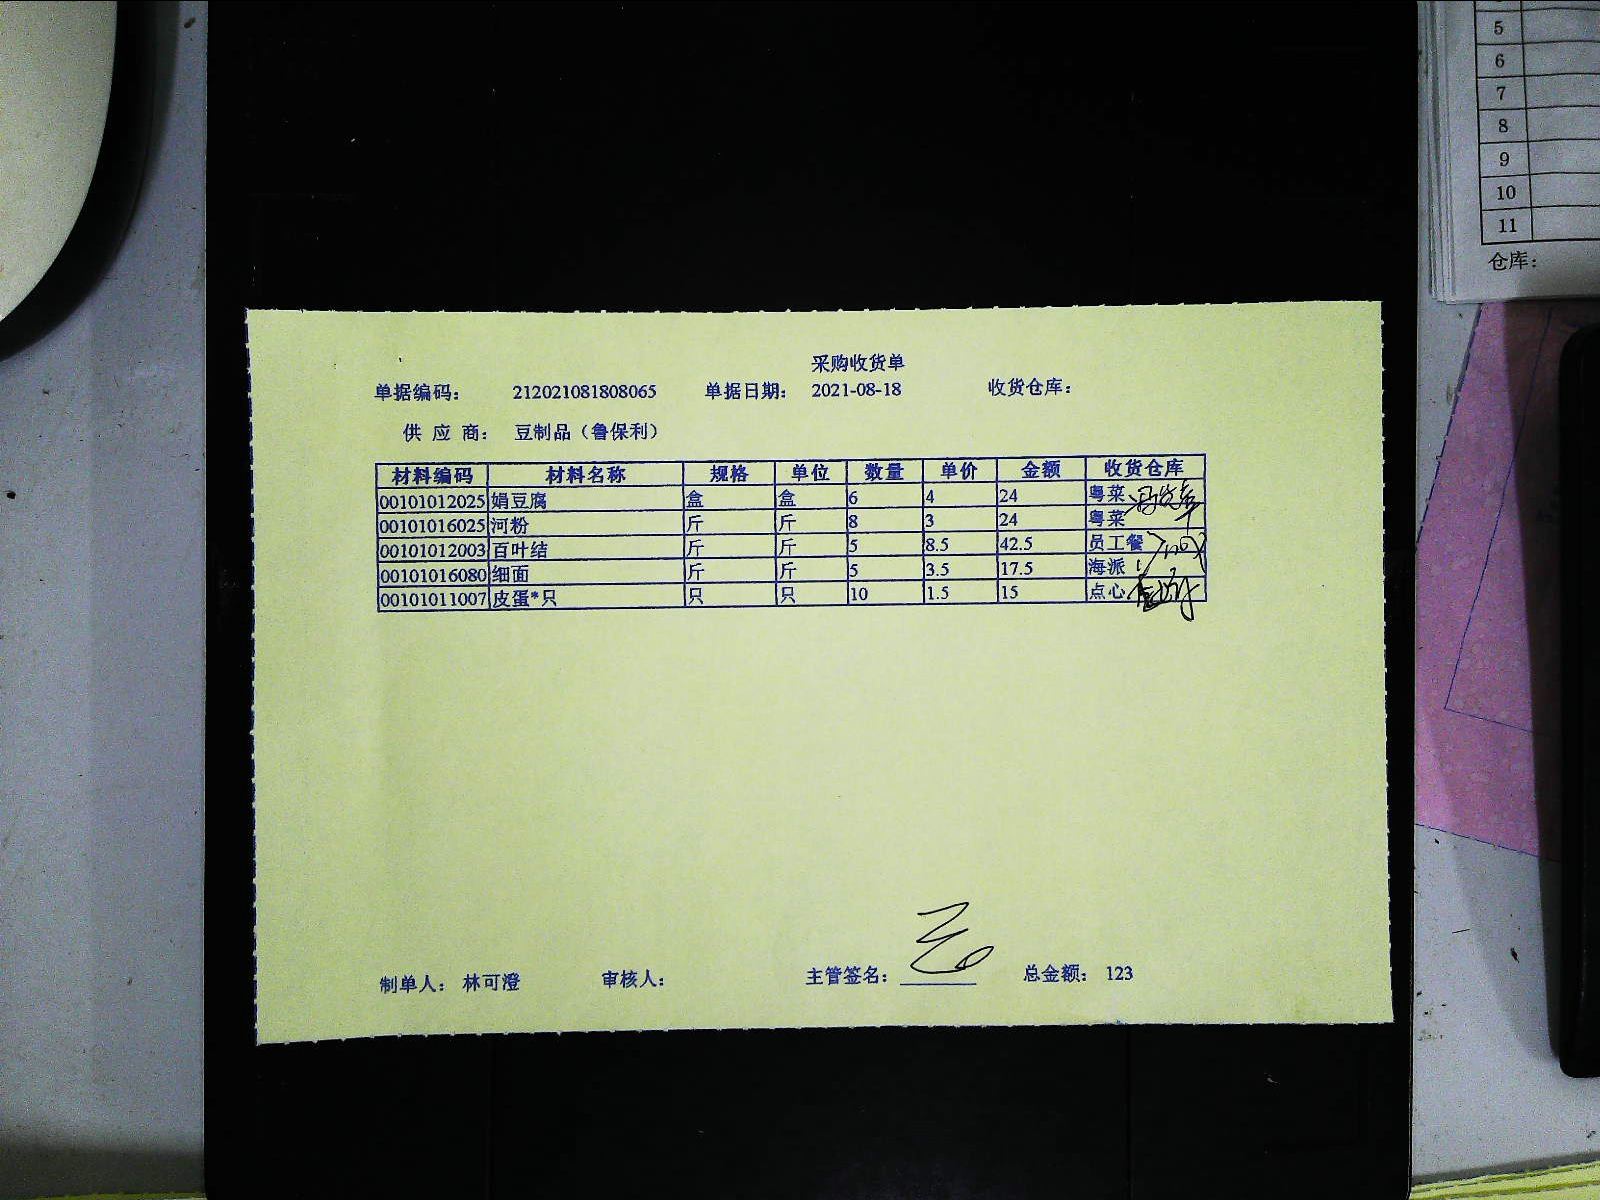 采购收货单
单据编码： 212021081808065 单据日期： 2021-08-18 收货仓库：
供 应 商： 豆制品（鲁保利）
材料编码 材料名称 规格 单位 数量 单价 金额 收货仓库
00101012025 娟豆腐 盒 盒 6 4 24 粤菜
00101016025 河粉 斤 斤 8 3 24 粤菜
00101012003 百叶结 斤 斤 5 8.5 42.5 员工餐
00101016080 细面 斤 斤 5 3.5 17.5 海派
00101011007 皮蛋*只 只 只 10 1.5 15 点心
制单人： 林可澄 审核人： 主管签名： 总金额： 123
5
6
7
8
9
10
11
仓库：